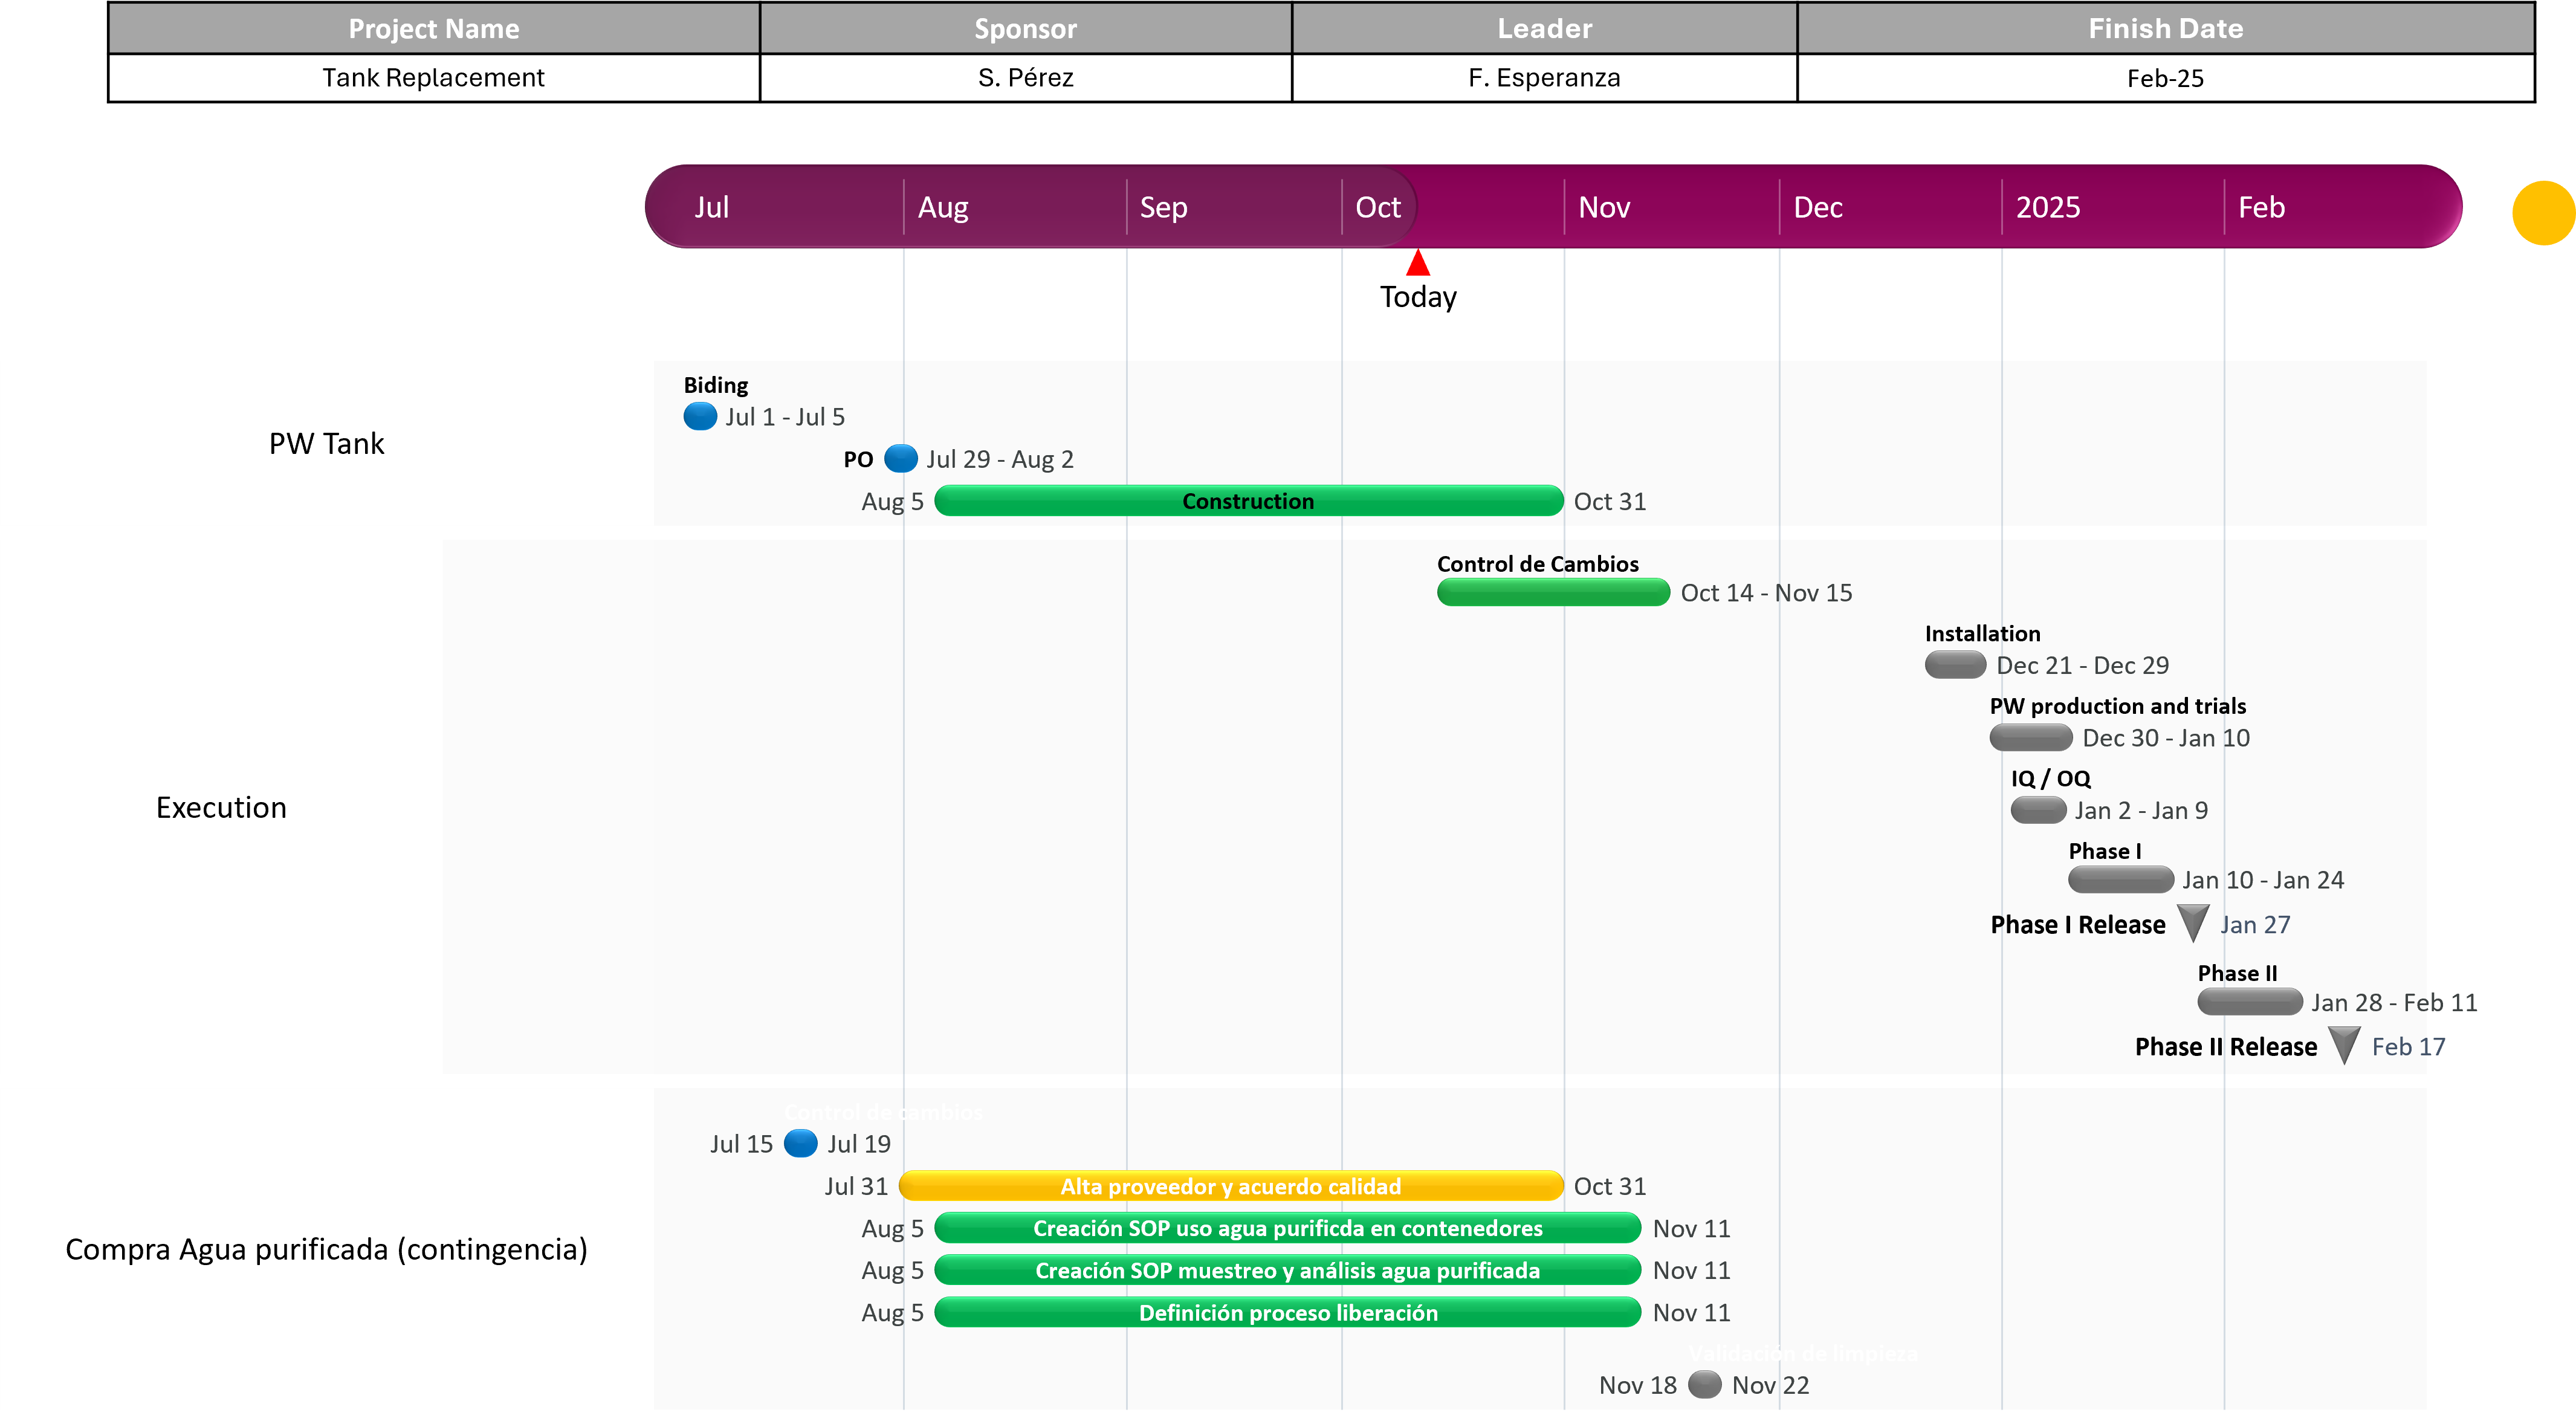 Project Name
Sponsor
Leader
Finish Date
Tank Replacement
S. Pérez
F. Esperanza
Feb-25
Jul
Aug
Sep
Oct
Nov
Dec
2025
Feb
Today
PW Tank
Biding
Jul 1 - Jul 5
PO
Jul 29 - Aug 2
Aug 5
Construction
Oct 31
Execution
Control de Cambios
Oct 14 - Nov 15
Installation
Dec 21 - Dec 29
PW production and trials
Dec 30 - Jan 10
IQ / OQ
Jan 2 - Jan 9
Phase I
Jan 10 - Jan 24
Phase I Release
Jan 27
Phase II
Jan 28 - Feb 11
Phase II Release
Feb 17
Compra Agua purificada (contingencia)
Control de cambios
Jul 15
Jul 19
Jul 31
Alta proveedor y acuerdo calidad
Oct 31
Aug 5
Creación SOP uso agua purificda en contenedores
Nov 11
Aug 5
Creación SOP muestreo y análisis agua purificada
Nov 11
Aug 5
Definición proceso liberación
Nov 11
Validación de limpieza
Nov 18
Nov 22